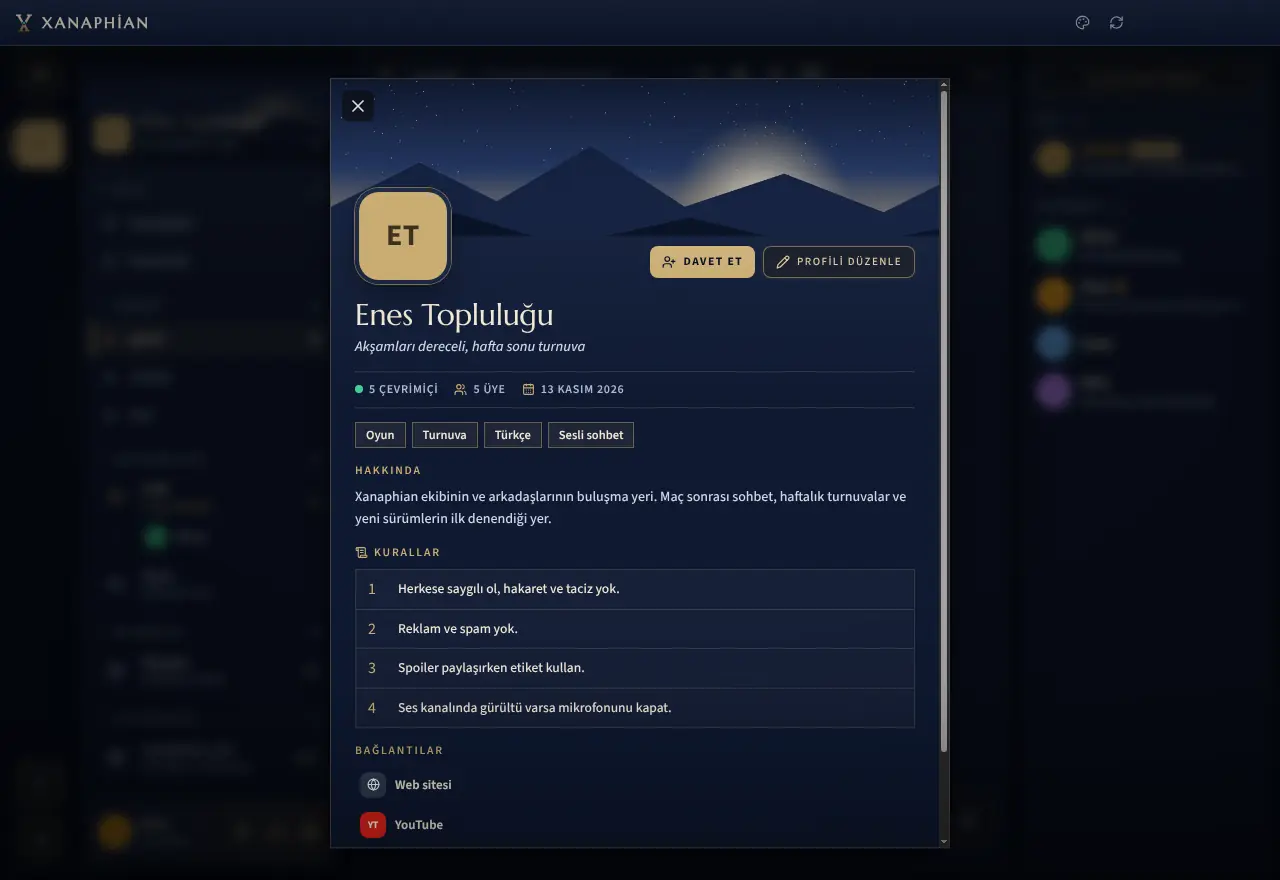 XANAPHİAN
ET
DAVET ET
PROFİLİ DÜZENLE
Enes Topluluğu
Akşamları dereceli, hafta sonu turnuva
5 ÇEVRİMİÇİ
5 ÜYE
13 KASIM 2026
Oyun
Turnuva
Türkçe
Sesli sohbet
HAKKINDA
Xanaphian ekibinin ve arkadaşlarının buluşma yeri. Maç sonrası sohbet, haftalık turnuvalar ve
yeni sürümlerin ilk denendiği yer.
KURALLAR
1 Herkese saygılı ol, hakaret ve taciz yok.
2 Reklam ve spam yok.
3 Spoiler paylaşırken etiket kullan.
4 Ses kanalında gürültü varsa mikrofonunu kapat.
BAĞLANTILAR
Web sitesi
YT YouTube